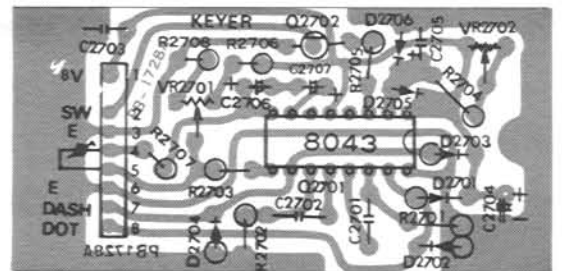 KEYER
C2703
R2708
R2706
Q2702
D2706
C2705
VR2702
8V
1
VR2701
C2707
R2705
R2704
C2706
D2705
SW
2
E
3
8043
4
R2707
D2703
5
R2703
Q2701
D2701
E
6
C2702
C2701
C2704
DASH
7
D2704
R2702
DOT
8
PB1728A
D2702